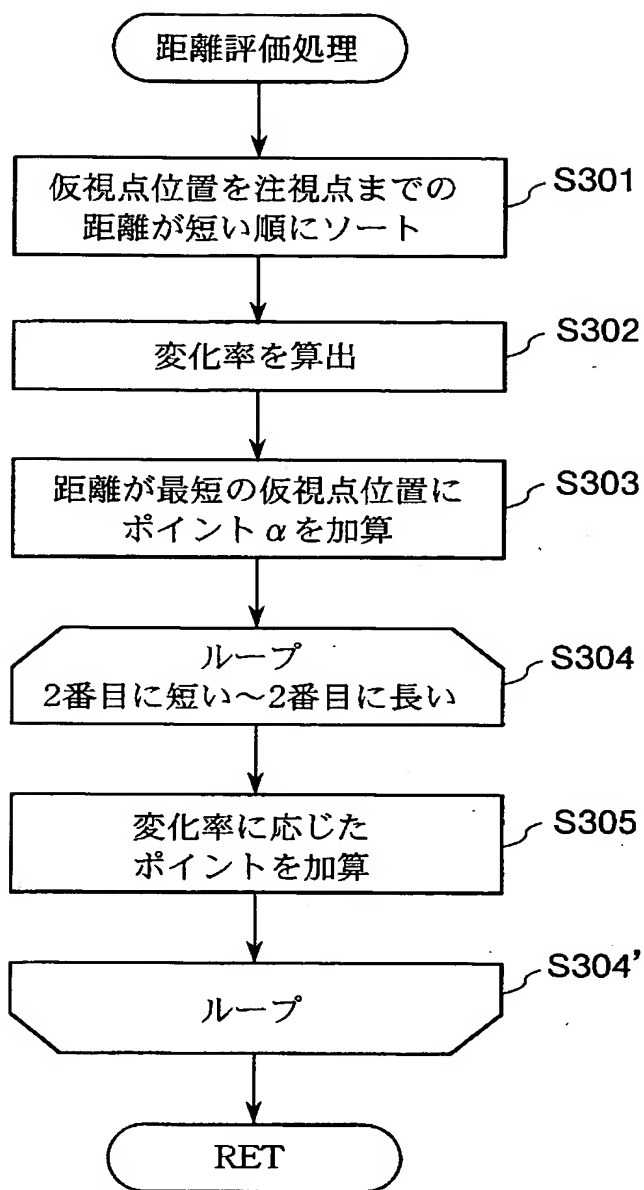 距離評価処理
仮視点位置を注視点までの
距離が短い順にソート
S301
変化率を算出
S302
距離が最短の仮視点位置に
ポイントαを加算
S303
ループ
2番目に短い～2番目に長い
S304
変化率に応じた
ポイントを加算
S305
ループ
S304'
RET